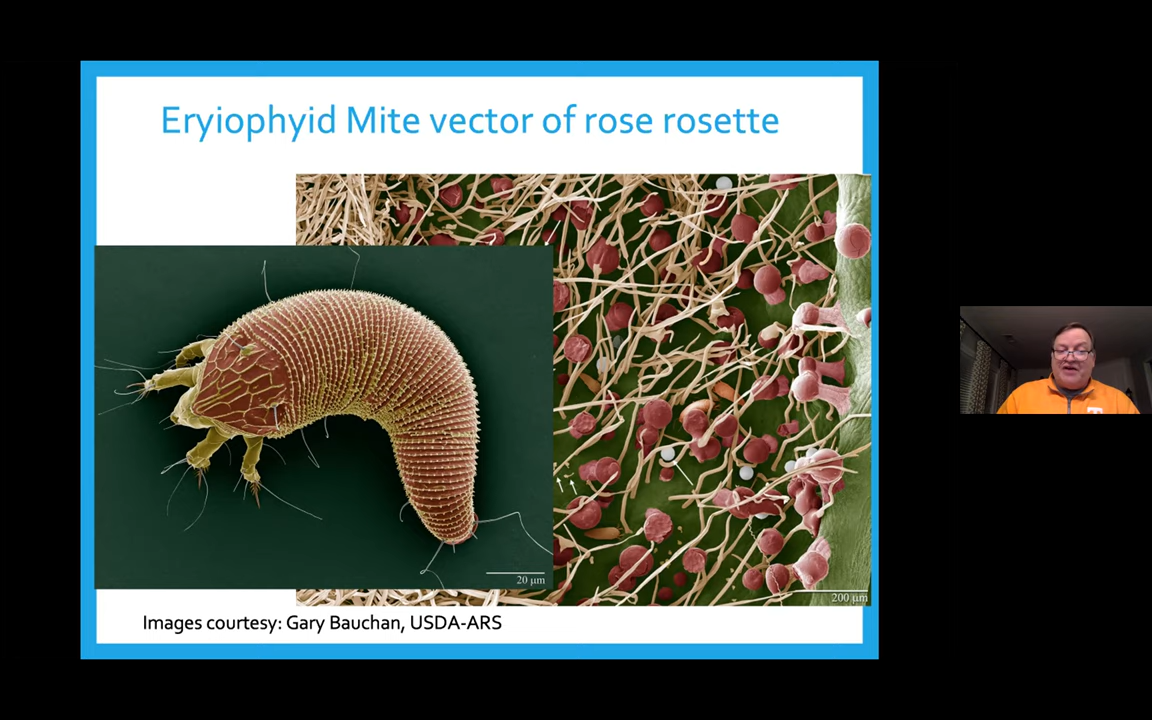 Eryiophyid Mite vector of rose rosette
20 µm
200 µm
Images courtesy: Gary Bauchan, USDA-ARS
T